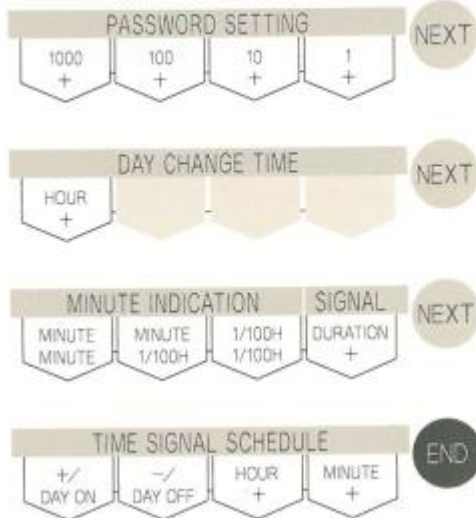 PASSWORD SETTING
NEXT
1000 100 10 1
+ + + +
DAY CHANGE TIME
NEXT
HOUR
+
MINUTE INDICATION SIGNAL
NEXT
MINUTE MINUTE 1/100H DURATION
MINUTE 1/100H 1/100H +
TIME SIGNAL SCHEDULE
END
+/ -/ HOUR MINUTE
DAY ON DAY OFF + +